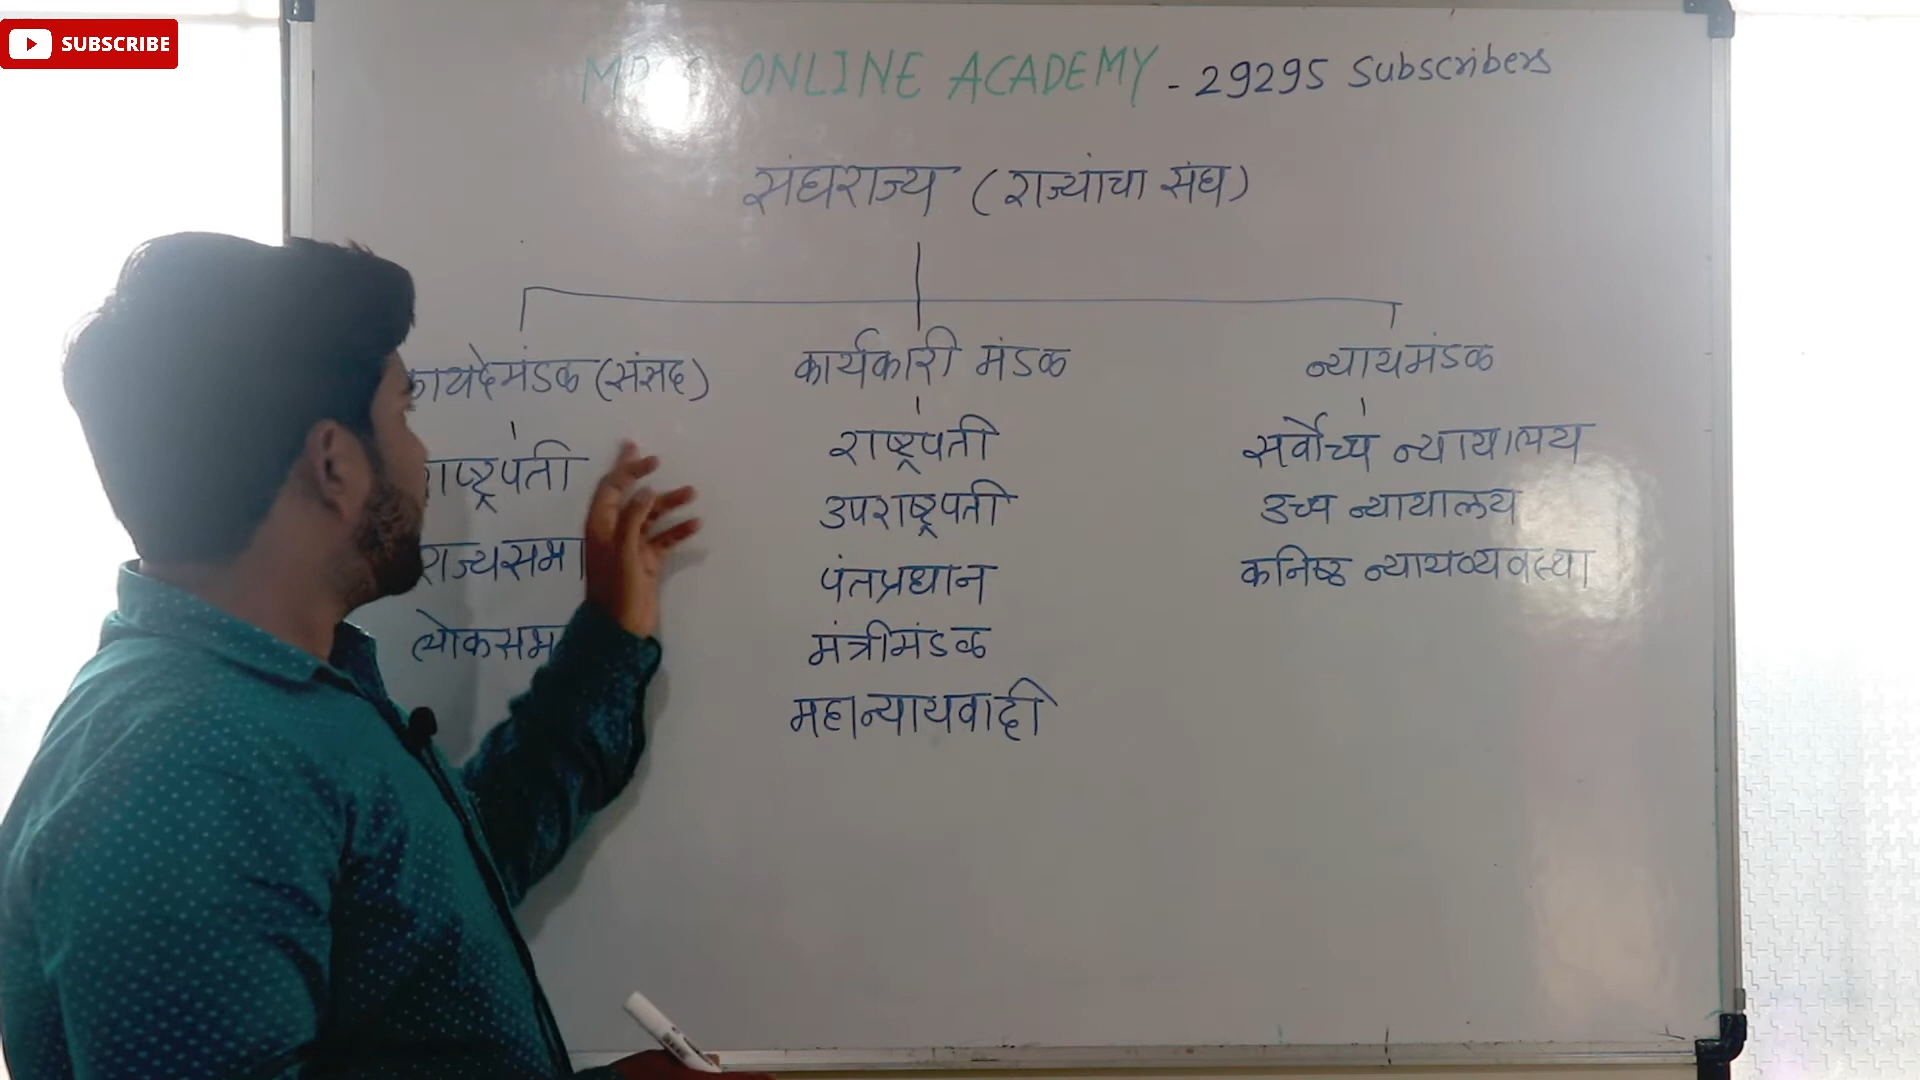 SUBSCRIBE
ONLINE ACADEMY - 29295 Subscribers
संघराज्य (राज्यांचा संघ)
कायदेमंडळ (संसद)
राष्ट्रपती
राज्यसभा
लोकसभा
कार्यकारी मंडळ
राष्ट्रपती
उपराष्ट्रपती
पंतप्रधान
मंत्रीमंडळ
महान्यायवादी
न्यायमंडळ
सर्वोच्च न्यायालय
उच्च न्यायालय
कनिष्ठ न्यायव्यवस्था